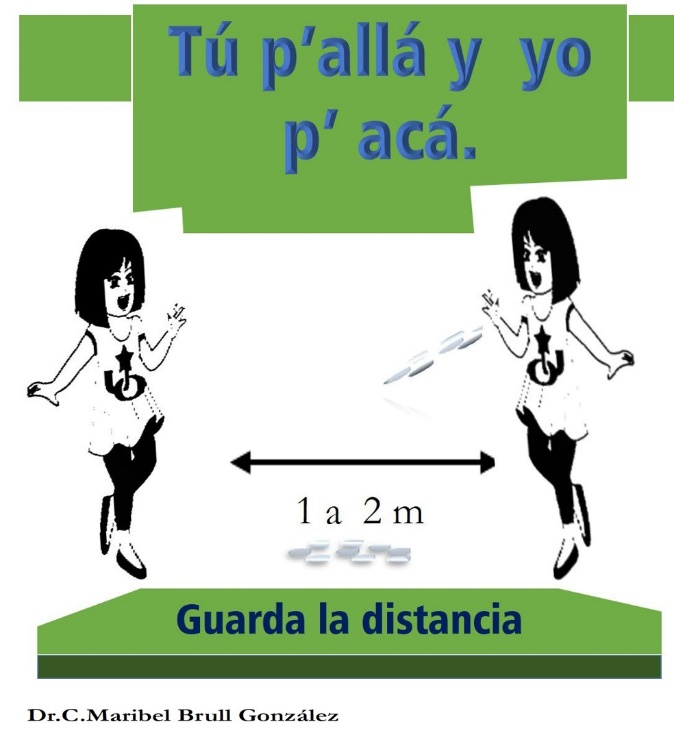 Tú p’allá y yo
p’ acá.
1 a 2 m
Guarda la distancia
Dr.C.Maribel Brull González